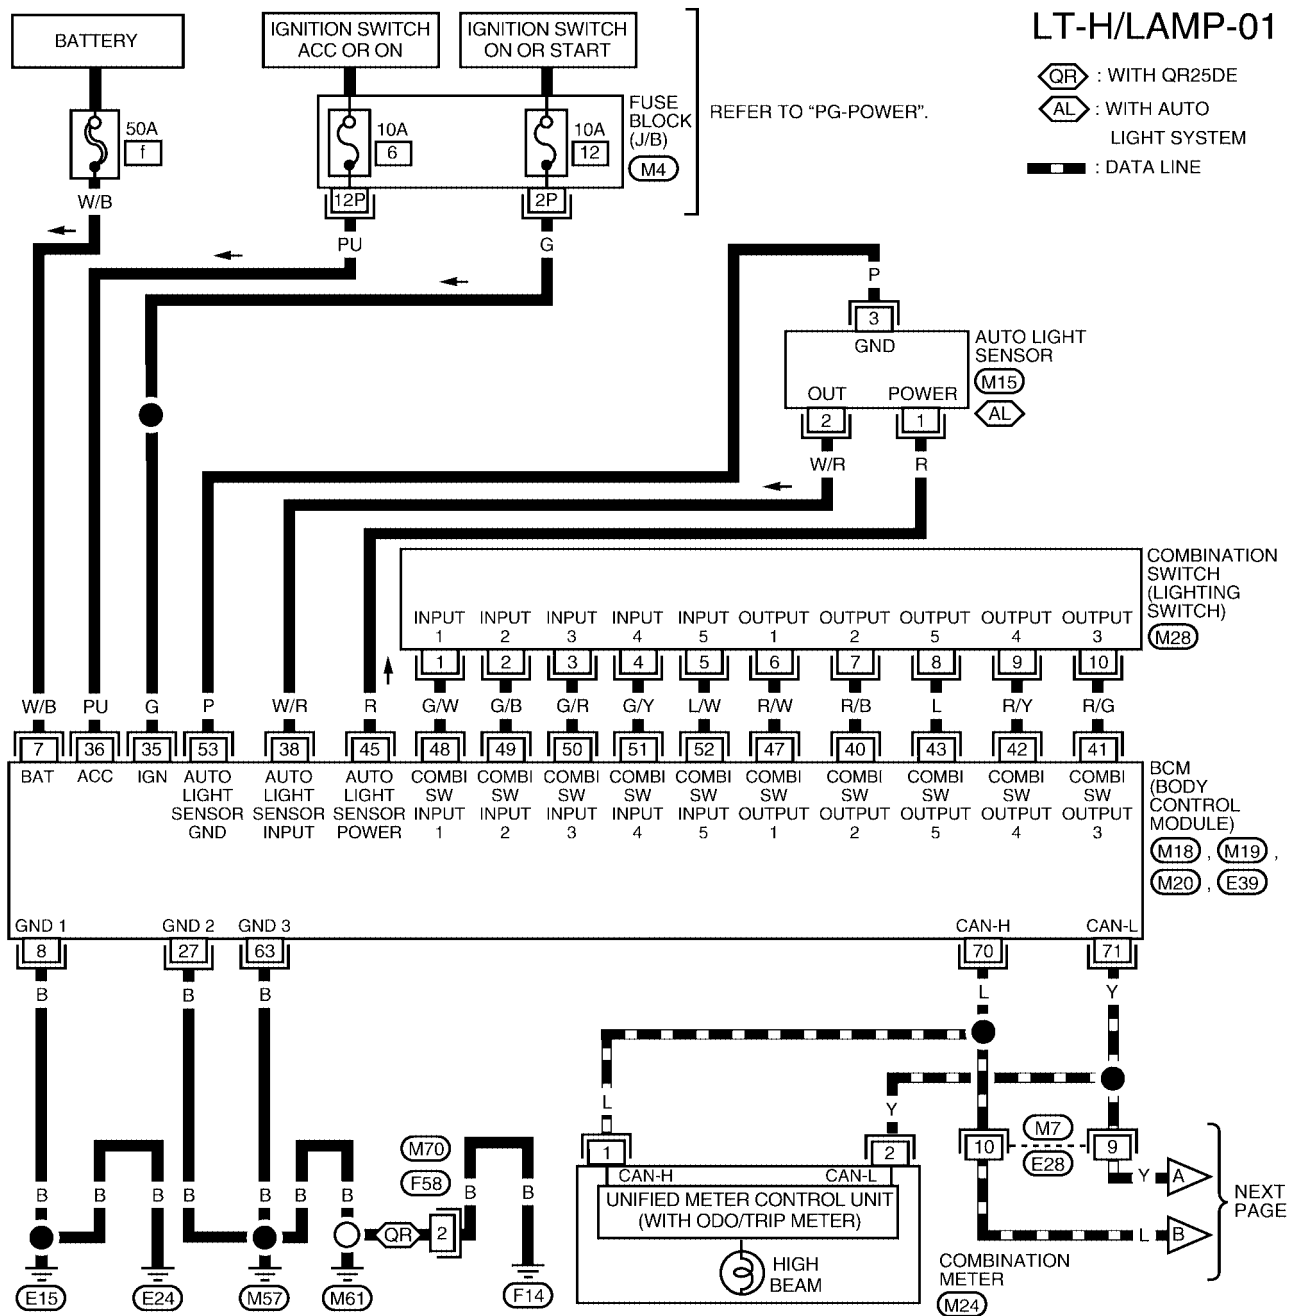 LT-H/LAMP-01
BATTERY
IGNITION SWITCH
ACC OR ON
IGNITION SWITCH
ON OR START
QR : WITH QR25DE
AL : WITH AUTO
LIGHT SYSTEM
: DATA LINE
50A
f
10A
6
10A
12
FUSE
BLOCK
(J/B)
M4
REFER TO “PG-POWER”.
W/B
12P
2P
PU
G
P
3
GND
AUTO LIGHT
SENSOR
M15
AL
OUT
POWER
2
1
W/R
R
COMBINATION
SWITCH
(LIGHTING
SWITCH)
M28
INPUT INPUT INPUT INPUT INPUT OUTPUT OUTPUT OUTPUT OUTPUT OUTPUT
1 2 3 4 5 1 2 5 4 3
1 2 3 4 5 6 7 8 9 10
W/B PU G P W/R R G/W G/B G/R G/Y L/W R/W R/B L R/Y R/G
7 36 35 53 38 45 48 49 50 51 52 47 40 43 42 41
BAT ACC IGN AUTO AUTO AUTO COMBI COMBI COMBI COMBI COMBI COMBI COMBI COMBI COMBI COMBI
LIGHT LIGHT LIGHT SW SW SW SW SW SW SW SW SW SW
SENSOR SENSOR SENSOR INPUT INPUT INPUT INPUT INPUT OUTPUT OUTPUT OUTPUT OUTPUT OUTPUT
GND INPUT POWER 1 2 3 4 5 1 2 5 4 3
BCM
(BODY
CONTROL
MODULE)
M18 , M19 ,
M20 , E39
GND 1 GND 2 GND 3 CAN-H CAN-L
8 27 63 70 71
B B B L Y
L
Y
1
2
10
9
M7
E28
M70
F58
B B B B B B B
QR
2
CAN-H
CAN-L
UNIFIED METER CONTROL UNIT
(WITH ODO/TRIP METER)
HIGH
BEAM
COMBINATION
METER
M24
Y A
L B
NEXT
PAGE
E15 E24 M57 M61 F14